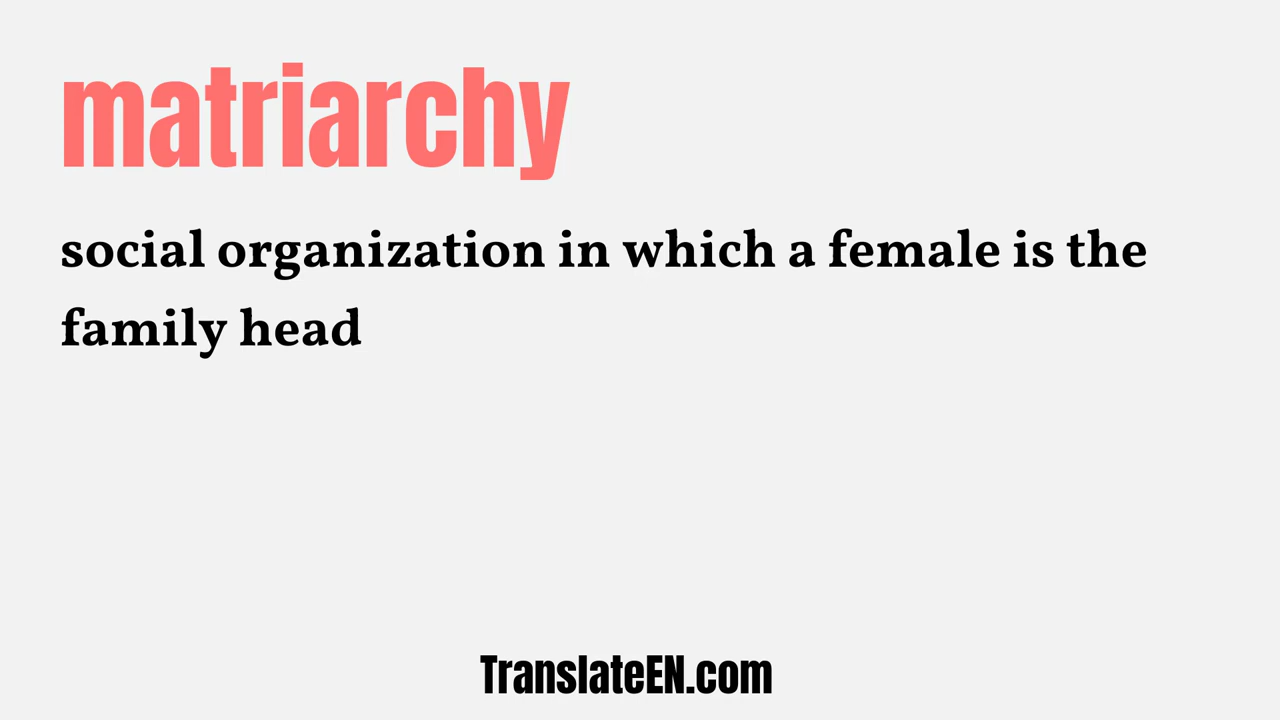 matriarchy
social organization in which a female is the
family head
TranslateEN.com